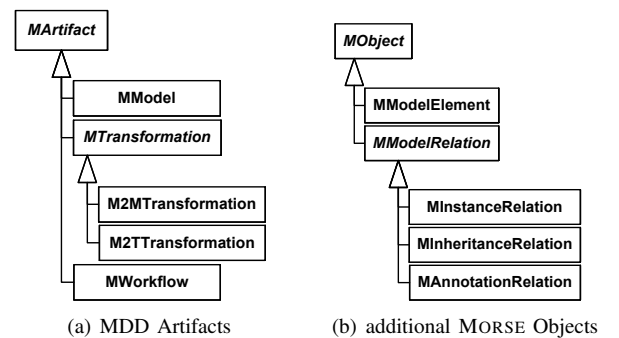 MArtifact
MModel
MTransformation
M2MTransformation
M2TTransformation
MWorkflow
(a) MDD Artifacts
MObject
MModelElement
MModelRelation
MInstanceRelation
MInheritanceRelation
MAnnotationRelation
(b) additional MORSE Objects